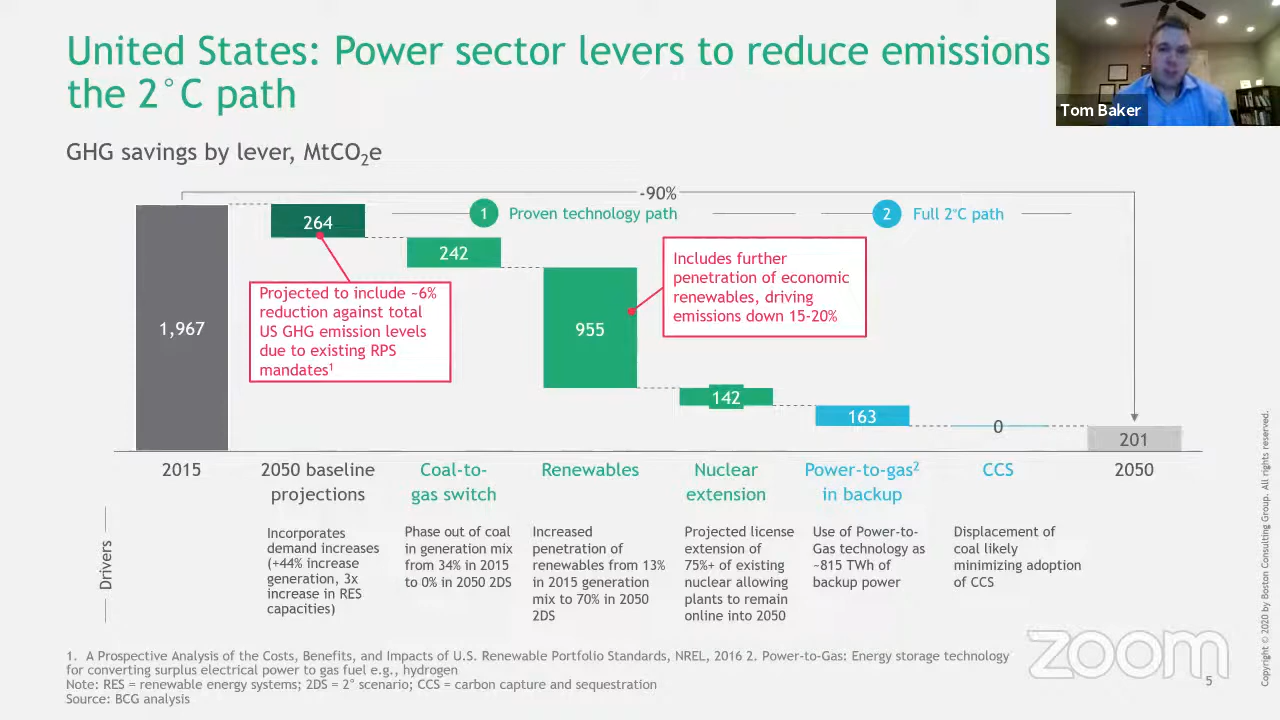 United States: Power sector levers to reduce emissions
the 2°C path
Tom Baker
GHG savings by lever, MtCO₂e
-90%
1 Proven technology path
2 Full 2°C path
264
242
1,967
955
142
163
0
201
Projected to include ~6%
reduction against total
US GHG emission levels
due to existing RPS
mandates¹
Includes further
penetration of economic
renewables, driving
emissions down 15-20%
2015
2050 baseline
projections
Coal-to-
gas switch
Renewables
Nuclear
extension
Power-to-gas²
in backup
CCS
2050
Drivers
Incorporates
demand increases
(+44% increase
generation, 3x
increase in RES
capacities)
Phase out of coal
in generation mix
from 34% in 2015
to 0% in 2050 2DS
Increased
penetration of
renewables from 13%
in 2015 generation
mix to 70% in 2050
2DS
Projected license
extension of
75%+ of existing
nuclear allowing
plants to remain
online into 2050
Use of Power-to-
Gas technology as
~815 TWh of
backup power
Displacement of
coal likely
minimizing adoption
of CCS
1. A Prospective Analysis of the Costs, Benefits, and Impacts of U.S. Renewable Portfolio Standards, NREL, 2016 2. Power-to-Gas: Energy storage technology
for converting surplus electrical power to gas fuel e.g., hydrogen
Note: RES = renewable energy systems; 2DS = 2° scenario; CCS = carbon capture and sequestration
Source: BCG analysis
zoom
5
Copyright © 2020 by Boston Consulting Group. All rights reserved.